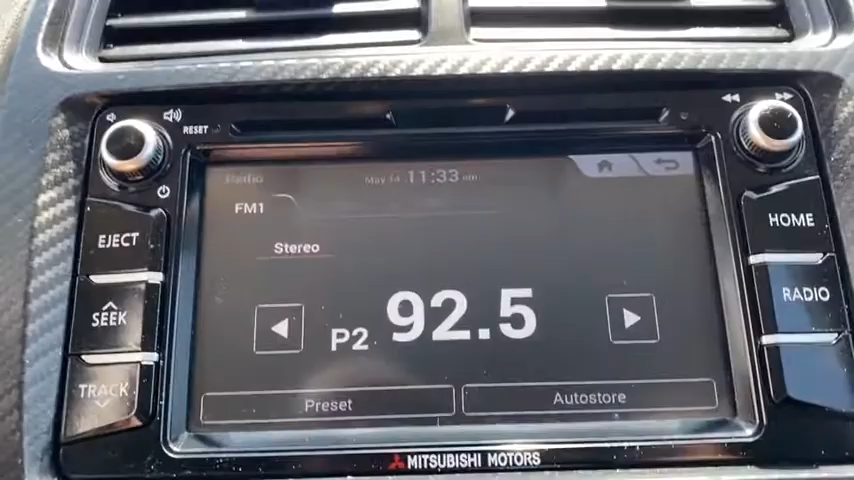 RESET
Radio
May 14 11:33 am
FM1
Stereo
P2 92.5
Preset
Autostore
EJECT
SEEK
TRACK
HOME
RADIO
MITSUBISHI MOTORS